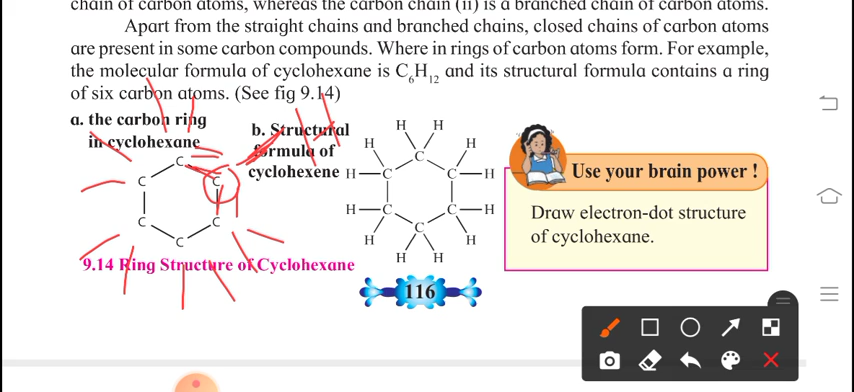 chain of carbon atoms, whereas the carbon chain (ii) is a branched chain of carbon atoms.
Apart from the straight chains and branched chains, closed chains of carbon atoms
are present in some carbon compounds. Where in rings of carbon atoms form. For example,
the molecular formula of cyclohexane is C6H12 and its structural formula contains a ring
of six carbon atoms. (See fig 9.14)
a. the carbon ring
in cyclohexane
C
C C
C C
C
b. Structural
formula of
cyclohexene
H H
H H
C
H C C H
H C C H
C
H H
H H
9.14 Ring Structure of Cyclohexane
116
Use your brain power !
Draw electron-dot structure
of cyclohexane.